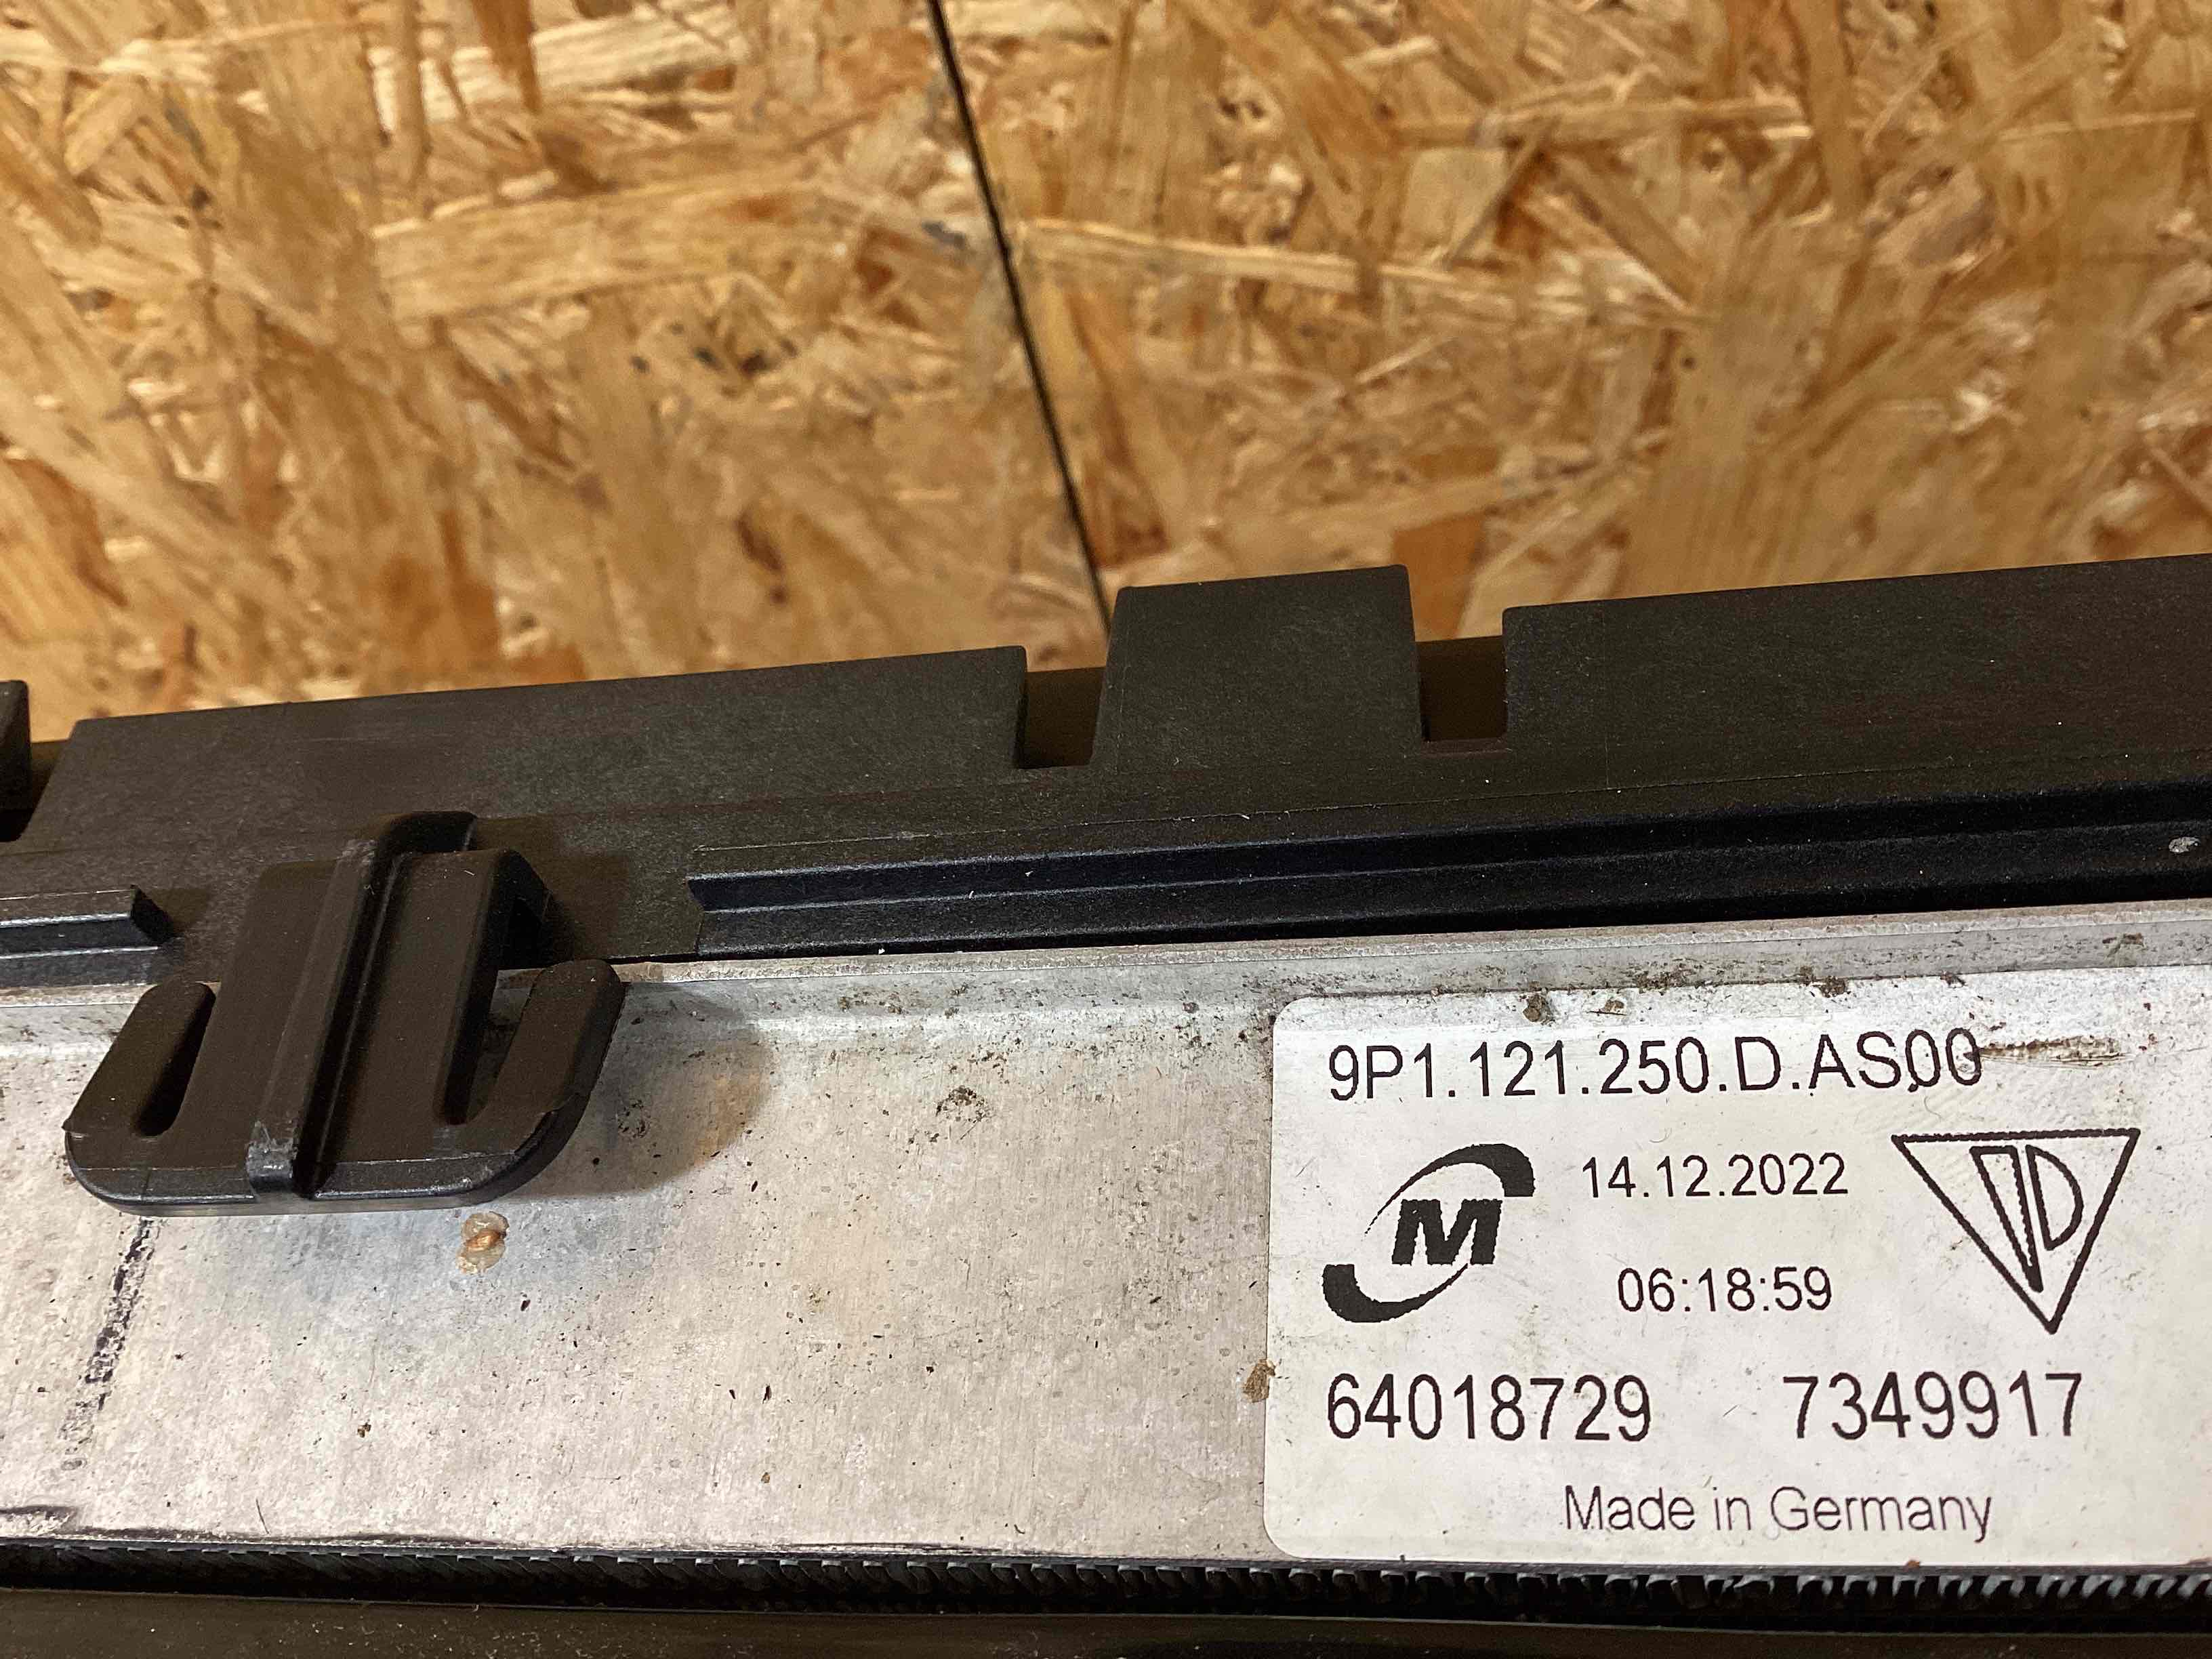 9P1.121.250.D.AS00
M
14.12.2022
06:18:59
64018729 7349917
Made in Germany